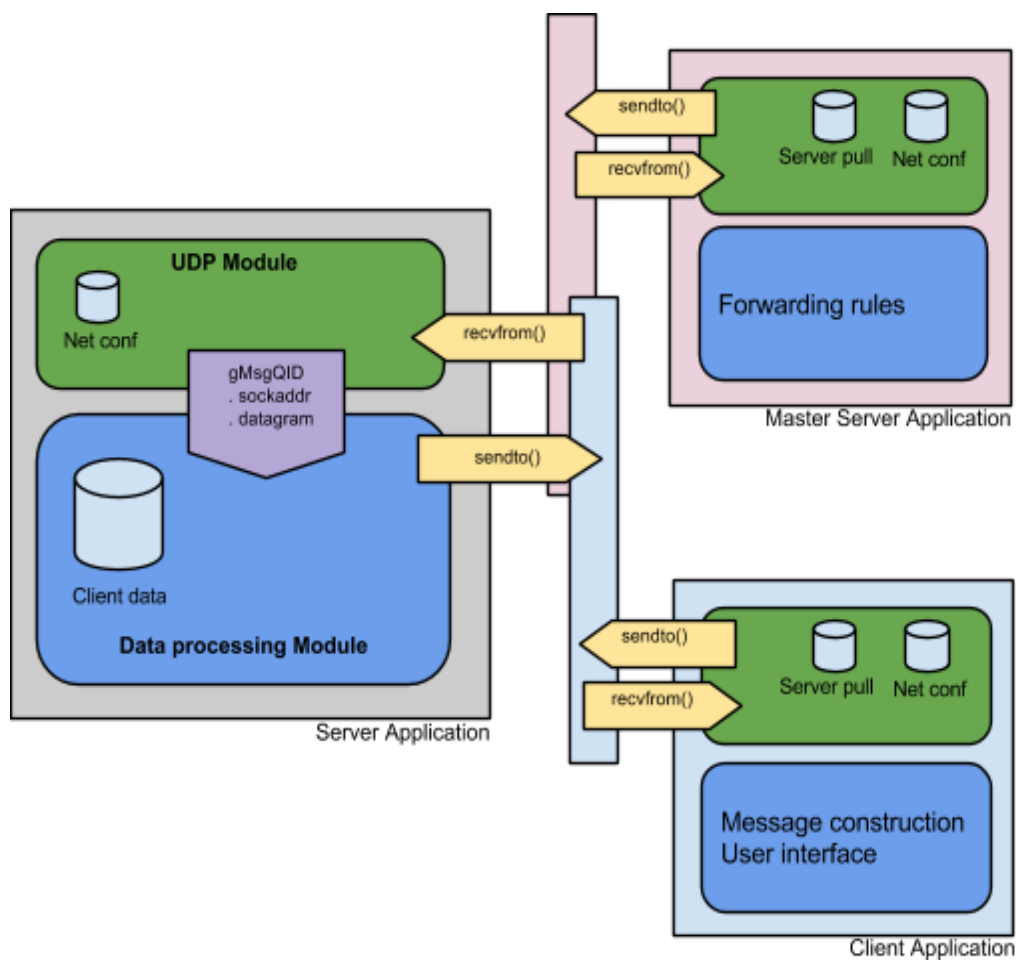 sendto()
recvfrom()
Server pull
Net conf
Forwarding rules
Master Server Application
UDP Module
Net conf
gMsgQID
. sockaddr
. datagram
recvfrom()
sendto()
Client data
Data processing Module
Server Application
sendto()
recvfrom()
Server pull
Net conf
Message construction
User interface
Client Application